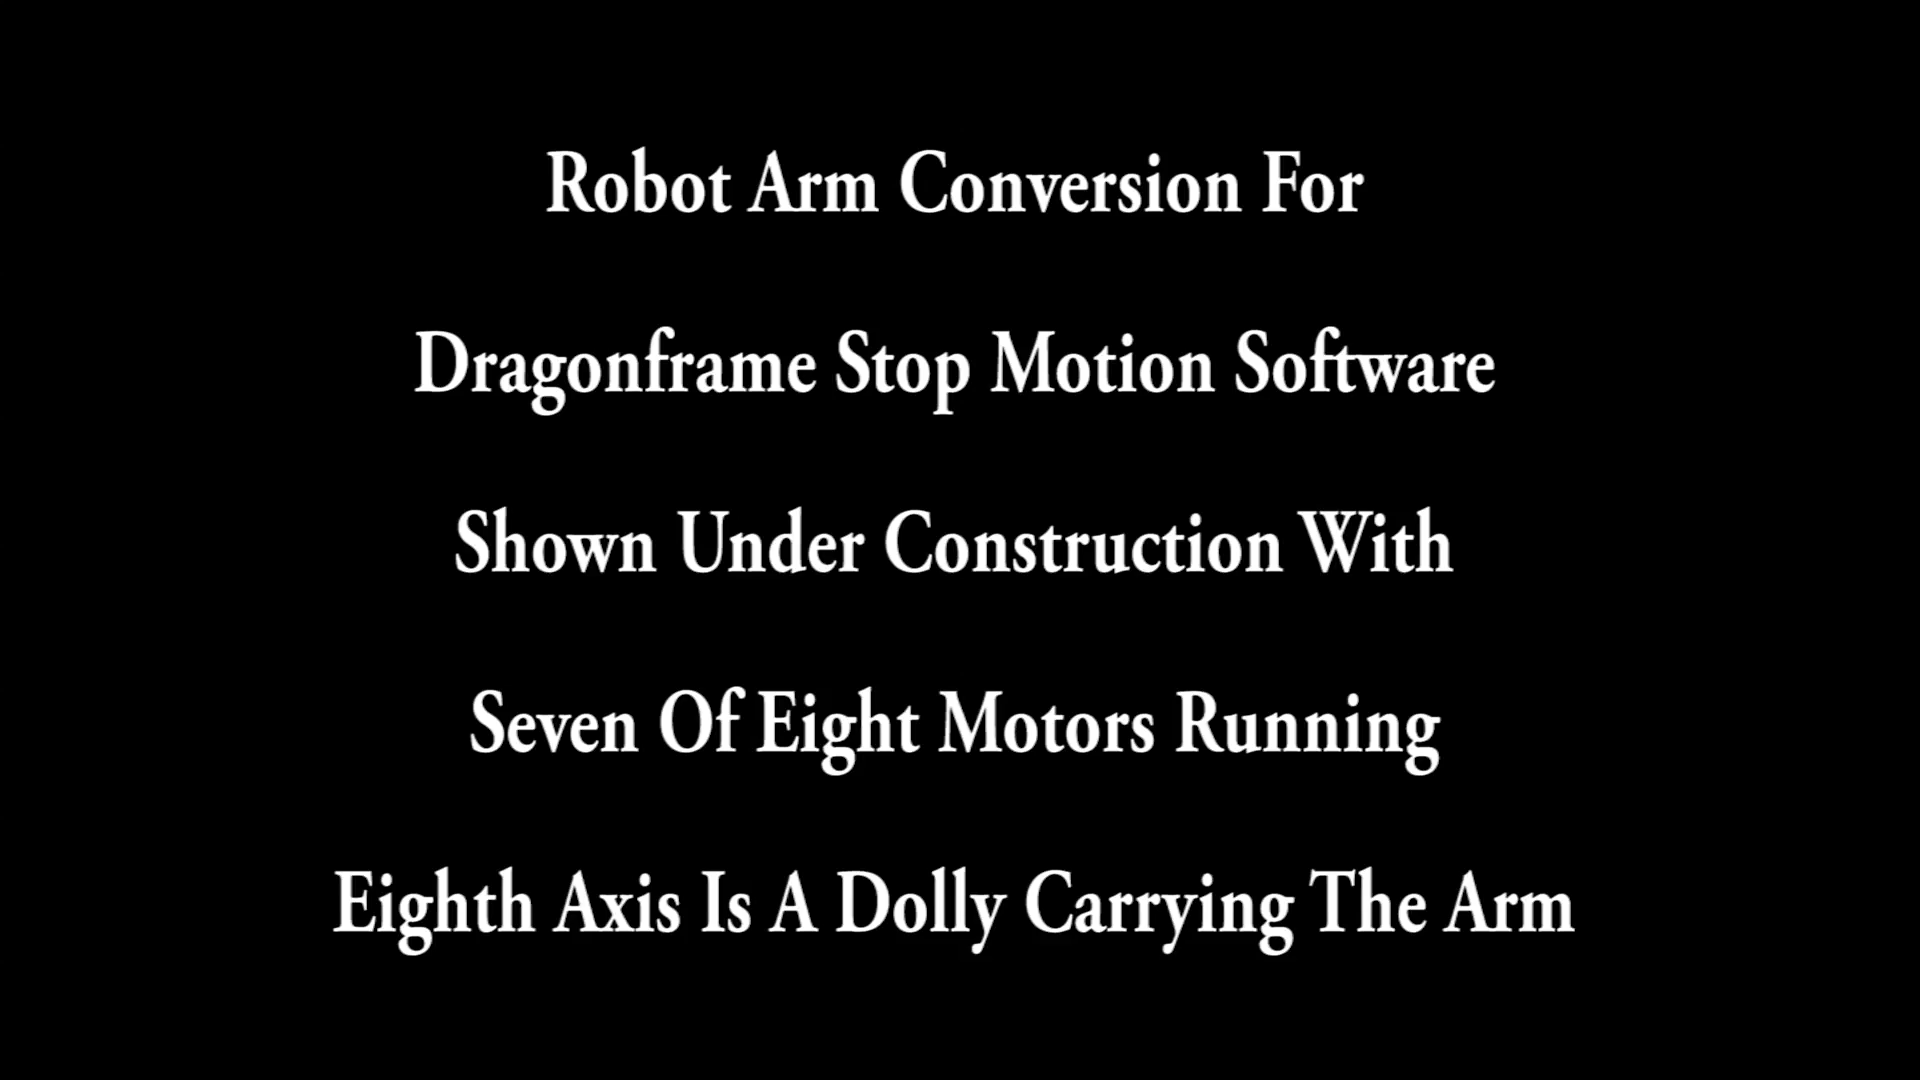 Robot Arm Conversion For
Dragonframe Stop Motion Software
Shown Under Construction With
Seven Of Eight Motors Running
Eighth Axis Is A Dolly Carrying The Arm